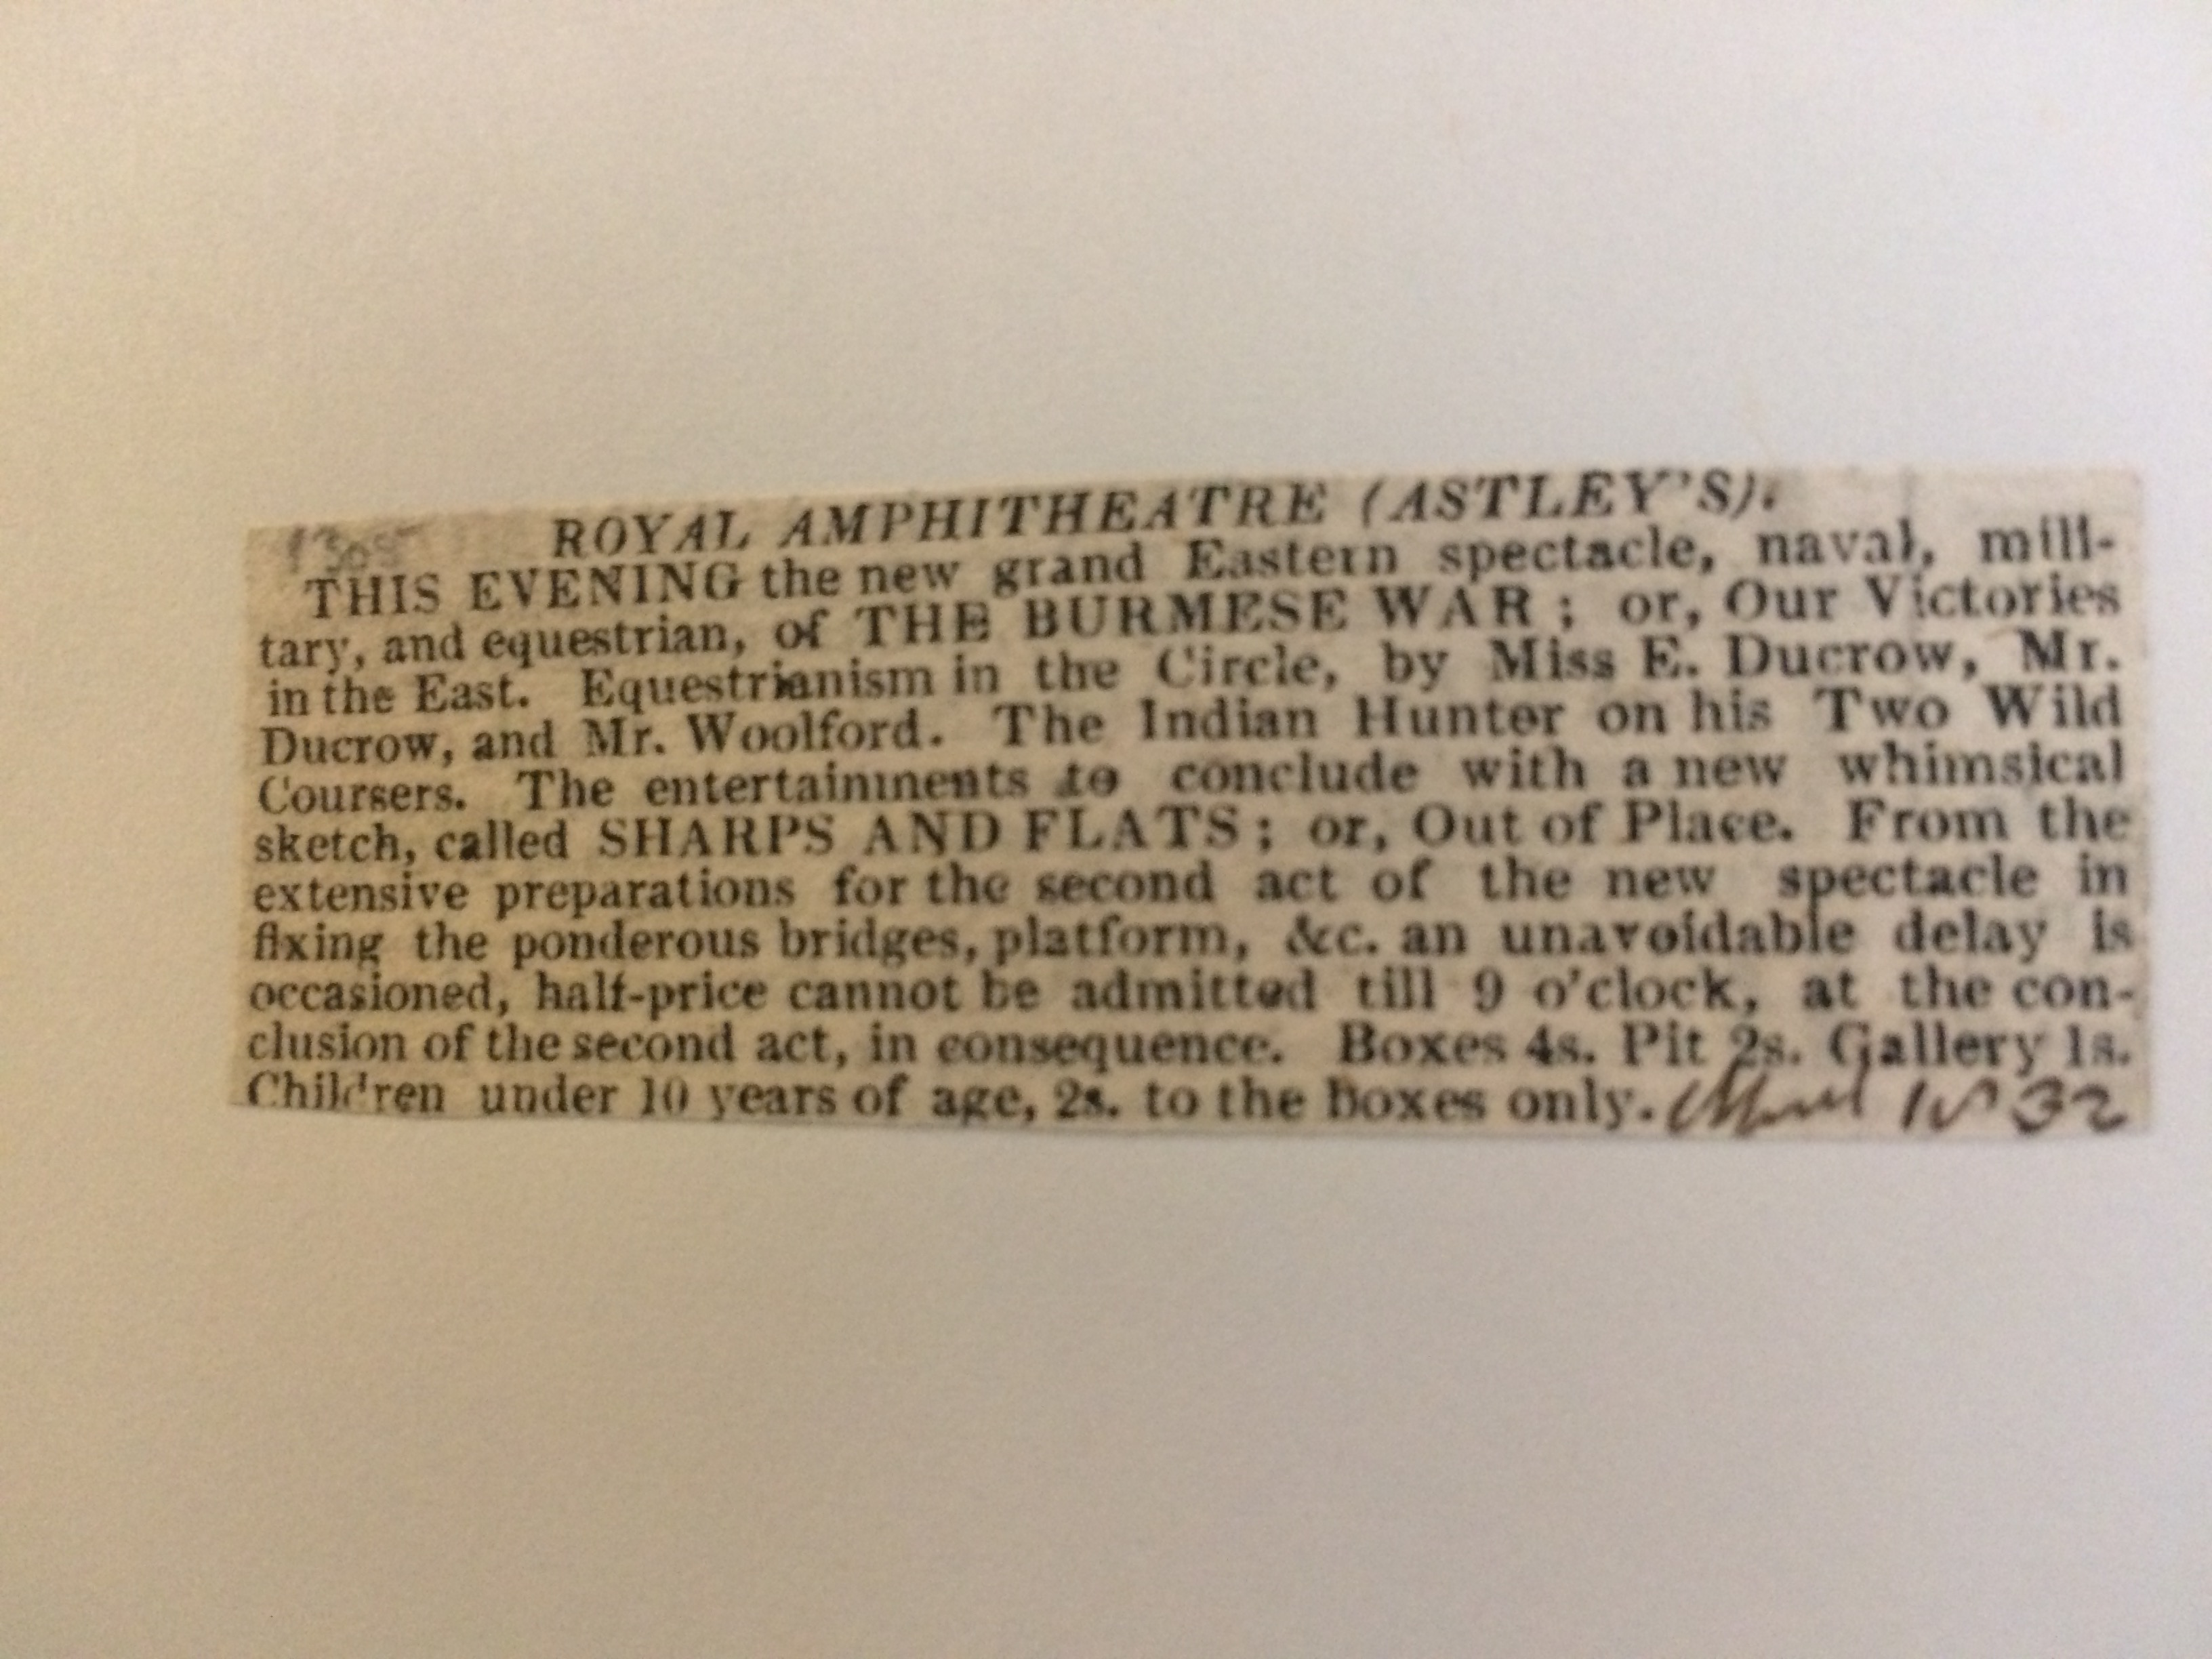 ROYAL AMPHITHEATRE (ASTLEY'S).
THIS EVENING the new grand Eastern spectacle, naval, mili-
tary, and equestrian, of THE BURMESE WAR; or, Our Victories
in the East. Equestrianism in the Circle, by Miss E. Ducrow, Mr.
Ducrow, and Mr. Woolford. The Indian Hunter on his Two Wild
Coursers. The entertainments to conclude with a new whimsical
sketch, called SHARPS AND FLATS; or, Out of Place. From the
extensive preparations for the second act of the new spectacle in
fixing the ponderous bridges, platform, &c. an unavoidable delay is
occasioned, half-price cannot be admitted till 9 o'clock, at the con-
clusion of the second act, in consequence. Boxes 4s. Pit 2s. Gallery 1s.
Children under 10 years of age, 2s. to the boxes only. 32